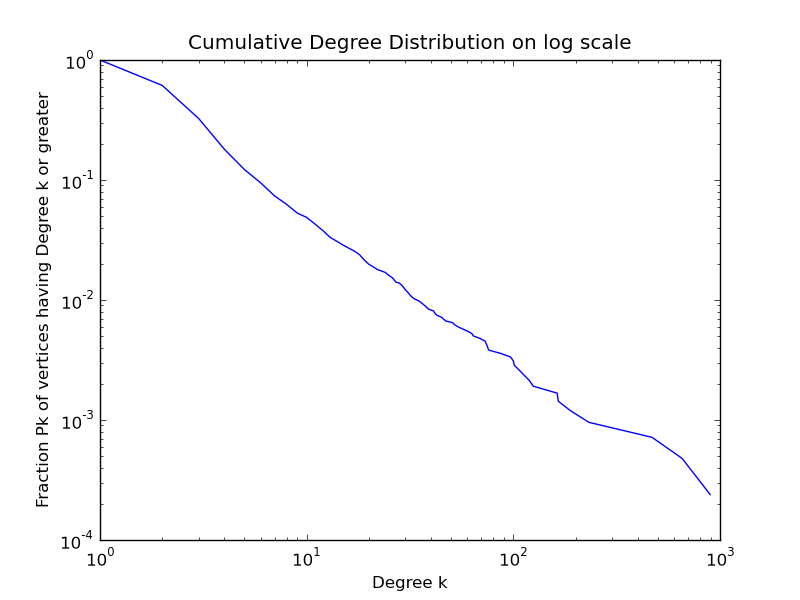 Cumulative Degree Distribution on log scale
Fraction Pk of vertices having Degree k or greater
10^0
10^-1
10^-2
10^-3
10^-4
10^0 10^1 10^2 10^3
Degree k